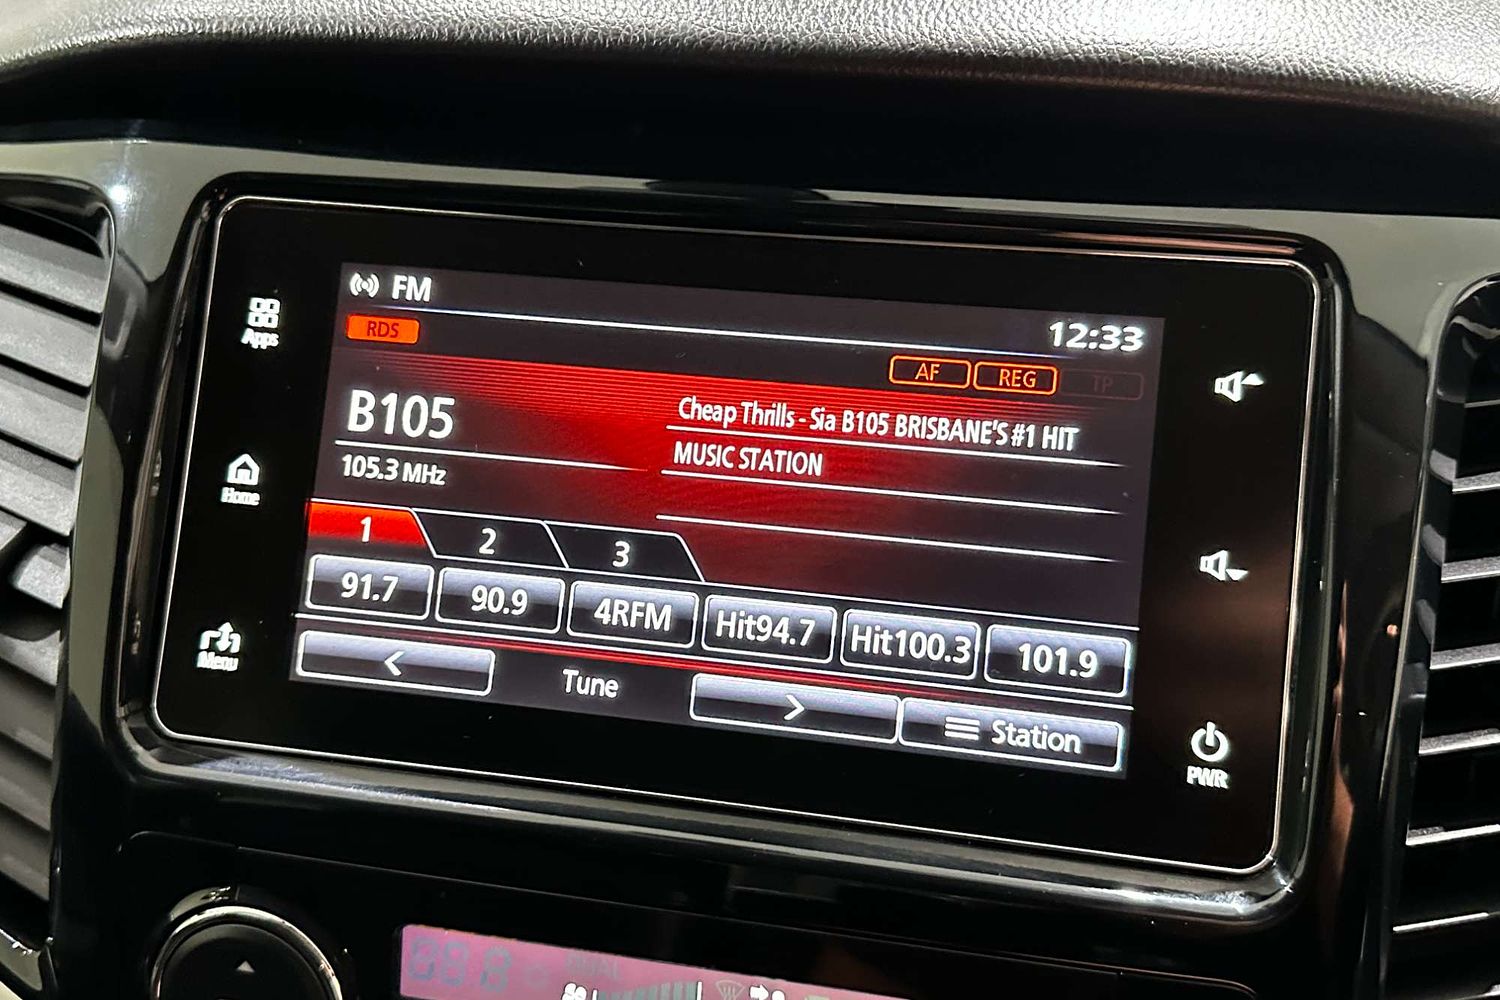 FM
12:33
RDS
AF REG TP
Apps
B105
Cheap Thrills - Sia B105 BRISBANE'S #1 HIT
MUSIC STATION
105.3 MHz
Home
1 2 3
91.7 90.9 4RFM Hit94.7 Hit100.3 101.9
Menu
< Tune > Station
PWR